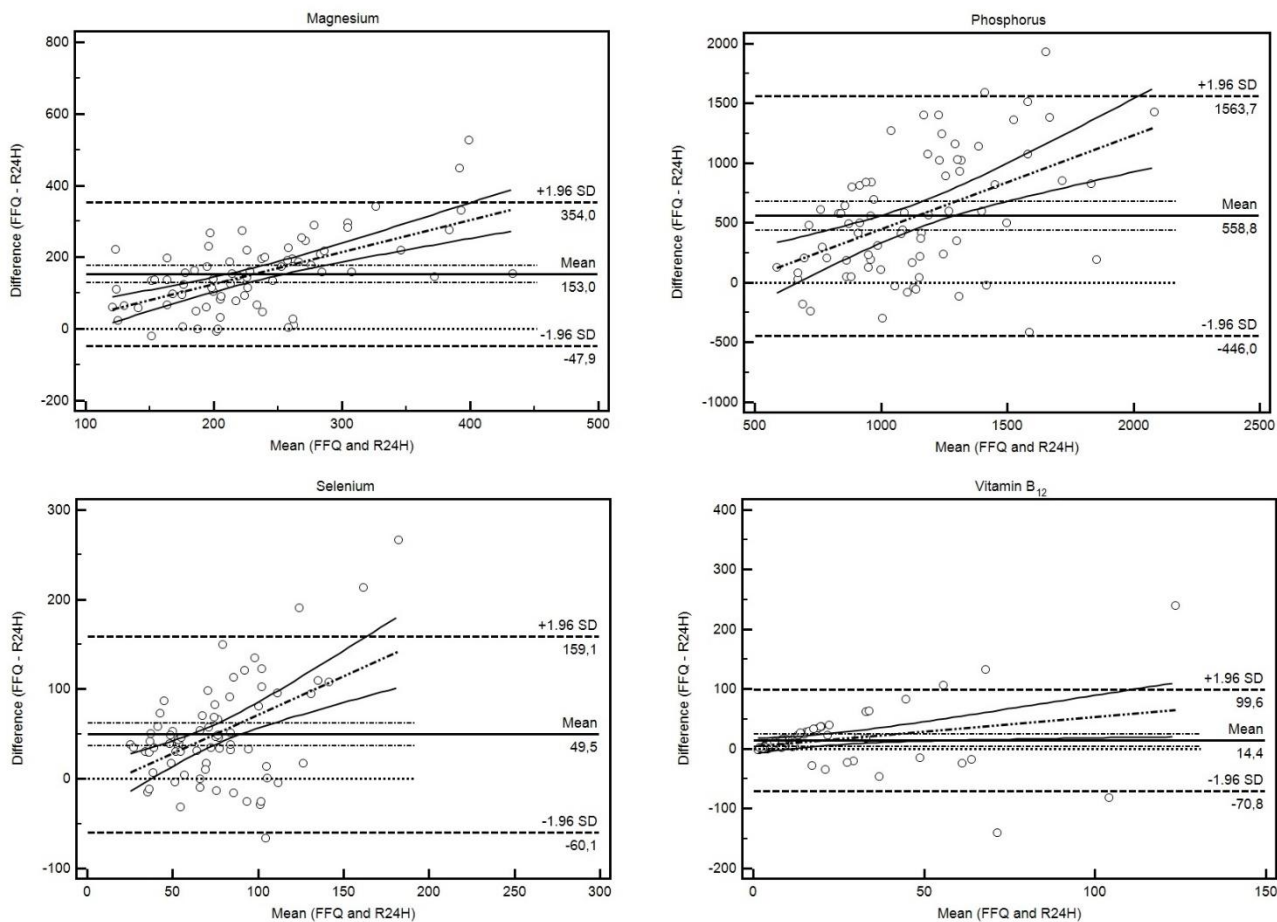 Magnesium
800
600
400
200
0
-200
Difference (FFQ - R24H)
+1.96 SD
354,0
Mean
153,0
-1.96 SD
-47,9
100 200 300 400 500
Mean (FFQ and R24H)
Phosphorus
2000
1500
1000
500
0
-500
-1000
Difference (FFQ - R24H)
+1.96 SD
1563,7
Mean
558,8
-1.96 SD
-446,0
500 1000 1500 2000 2500
Mean (FFQ and R24H)
Selenium
300
200
100
0
-100
Difference (FFQ - R24H)
+1.96 SD
159,1
Mean
49,5
-1.96 SD
-60,1
0 50 100 150 200 250 300
Mean (FFQ and R24H)
Vitamin B12
400
300
200
100
0
-100
-200
Difference (FFQ - R24H)
+1.96 SD
99,6
Mean
14,4
-1.96 SD
-70,8
0 50 100 150
Mean (FFQ and R24H)